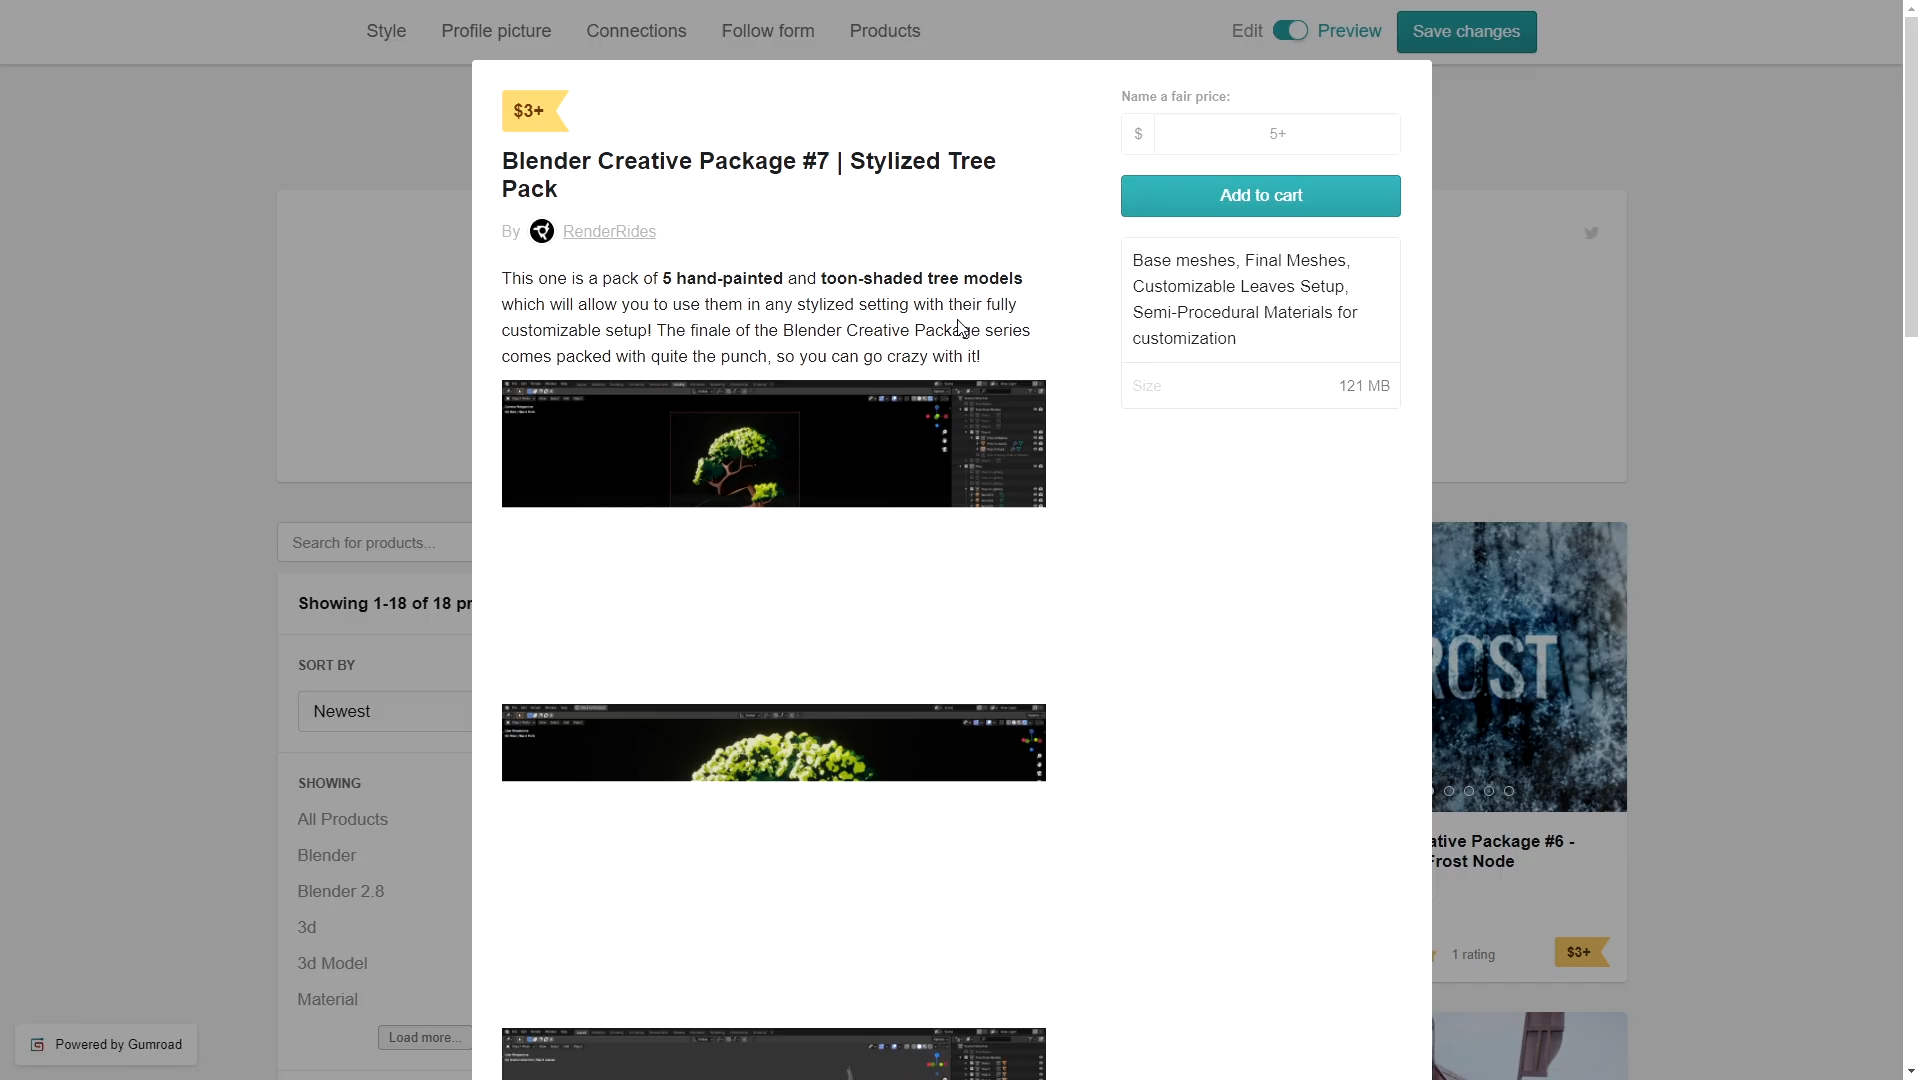 Style
Profile picture
Connections
Follow form
Products
Edit
Preview
Save changes
$3+
Blender Creative Package #7 | Stylized Tree
Pack
By RenderRides
This one is a pack of 5 hand-painted and toon-shaded tree models
which will allow you to use them in any stylized setting with their fully
customizable setup! The finale of the Blender Creative Package series
comes packed with quite the punch, so you can go crazy with it!
Name a fair price:
$ 5+
Add to cart
Base meshes, Final Meshes,
Customizable Leaves Setup,
Semi-Procedural Materials for
customization
Size 121 MB
Search for products...
Showing 1-18 of 18 pr
SORT BY
Newest
SHOWING
All Products
Blender
Blender 2.8
3d
3d Model
Material
Load more...
Powered by Gumroad
ROST
ative Package #6 -
Frost Node
1 rating
$3+